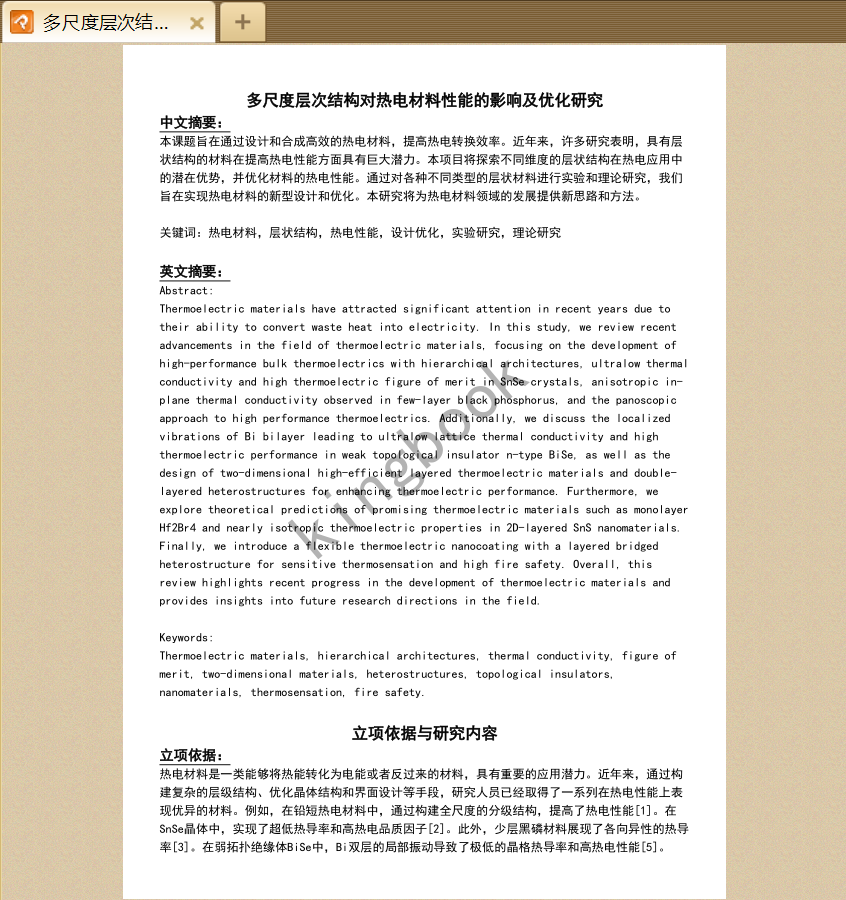 多尺度层次结...
多尺度层次结构对热电材料性能的影响及优化研究
中文摘要:
本课题旨在通过设计和合成高效的热电材料，提高热电转换效率。近年来，许多研究表明，具有层
状结构的材料在提高热电性能方面具有巨大潜力。本项目将探索不同维度的层状结构在热电应用中
的潜在优势，并优化材料的热电性能。通过对各种不同类型的层状材料进行实验和理论研究，我们
旨在实现热电材料的新型设计和优化。本研究将为热电材料领域的发展提供新思路和方法。
关键词：热电材料，层状结构，热电性能，设计优化，实验研究，理论研究
英文摘要:
Abstract:
Thermoelectric materials have attracted significant attention in recent years due to
their ability to convert waste heat into electricity. In this study, we review recent
advancements in the field of thermoelectric materials, focusing on the development of
high-performance bulk thermoelectrics with hierarchical architectures, ultralow thermal
conductivity and high thermoelectric figure of merit in SnSe crystals, anisotropic in-
plane thermal conductivity observed in few-layer black phosphorus, and the panoscopic
approach to high performance thermoelectrics. Additionally, we discuss the localized
vibrations of Bi bilayer leading to ultralow lattice thermal conductivity and high
thermoelectric performance in weak topological insulator n-type BiSe, as well as the
design of two-dimensional high-efficient layered thermoelectric materials and double-
layered heterostructures for enhancing thermoelectric performance. Furthermore, we
explore theoretical predictions of promising thermoelectric materials such as monolayer
Hf2Br4 and nearly isotropic thermoelectric properties in 2D-layered SnS nanomaterials.
Finally, we introduce a flexible thermoelectric nanocoating with a layered bridged
heterostructure for sensitive thermosensation and high fire safety. Overall, this
review highlights recent progress in the development of thermoelectric materials and
provides insights into future research directions in the field.
Keywords:
Thermoelectric materials, hierarchical architectures, thermal conductivity, figure of
merit, two-dimensional materials, heterostructures, topological insulators,
nanomaterials, thermosensation, fire safety.
kingbook
立项依据与研究内容
立项依据:
热电材料是一类能够将热能转化为电能或者反过来的材料，具有重要的应用潜力。近年来，通过构
建复杂的层级结构、优化晶体结构和界面设计等手段，研究人员已经取得了一系列在热电性能上表
现优异的材料。例如，在铅短热电材料中，通过构建全尺度的分级结构，提高了热电性能[1]。在
SnSe晶体中，实现了超低热导率和高热电品质因子[2]。此外，少层黑磷材料展现了各向异性的热导
率[3]。在弱拓扑绝缘体BiSe中，Bi双层的局部振动导致了极低的晶格热导率和高热电性能[5]。